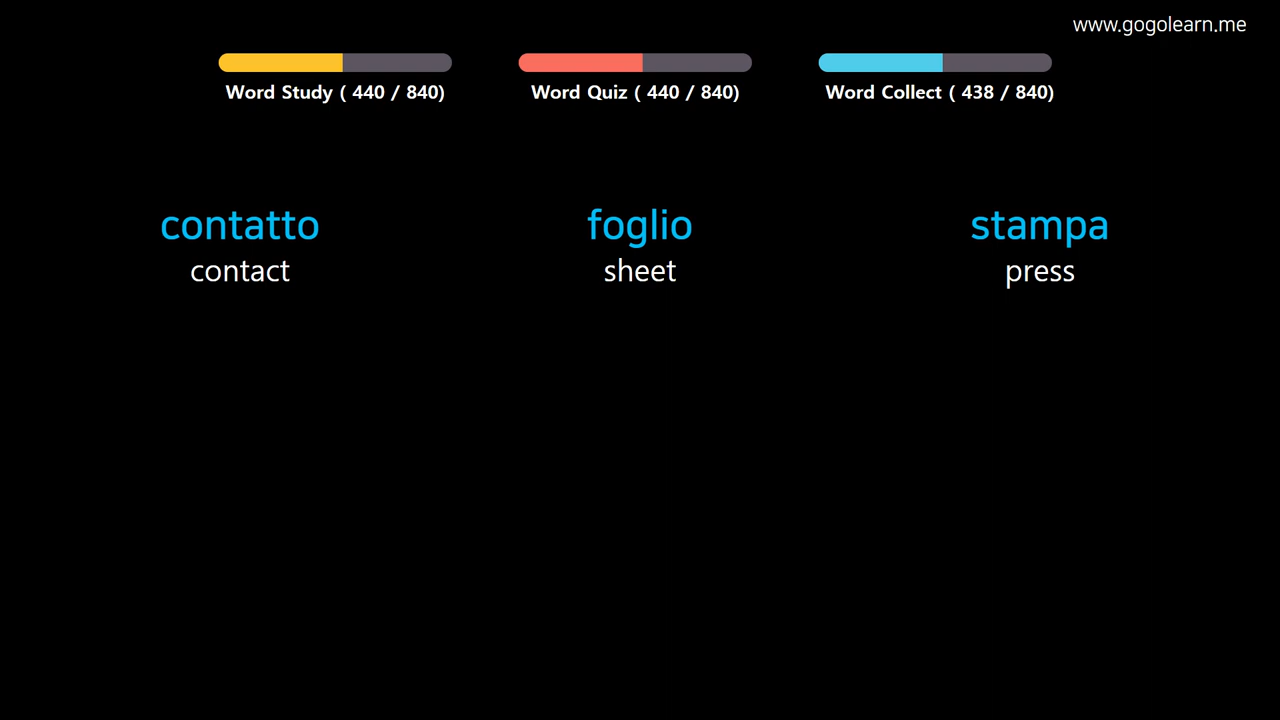 www.gogolearn.me
Word Study ( 440 / 840)
Word Quiz ( 440 / 840)
Word Collect ( 438 / 840)
contatto
contact
foglio
sheet
stampa
press